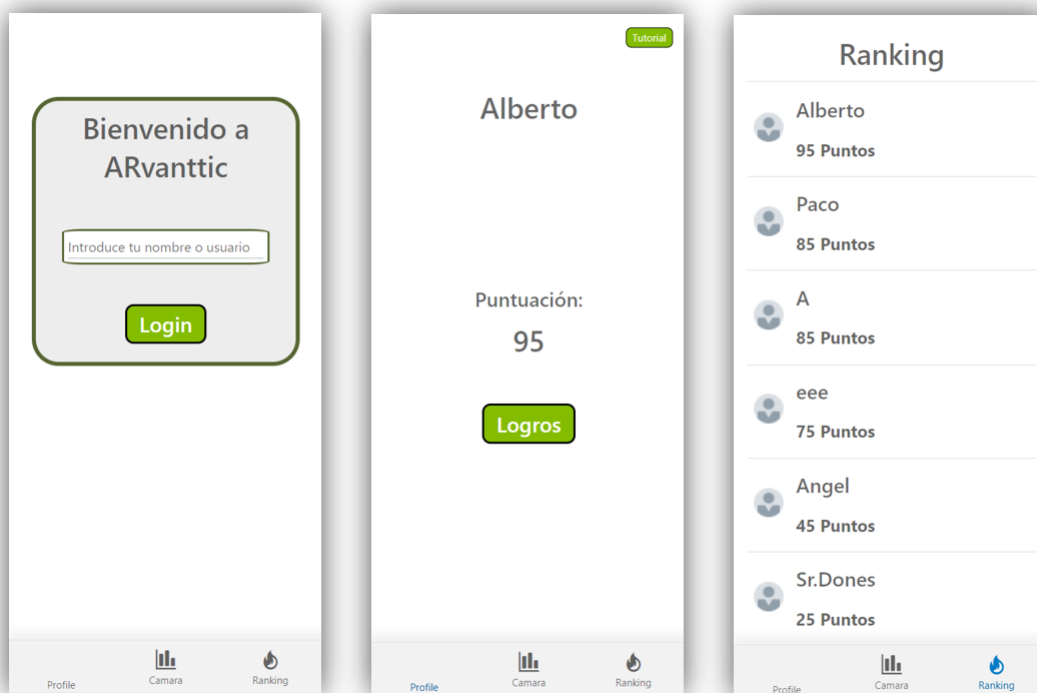 Bienvenido a
ARvanttic
Introduce tu nombre o usuario
Login
Profile
Camara
Ranking
Tutorial
Alberto
Puntuación:
95
Logros
Profile
Camara
Ranking
Ranking
Alberto
95 Puntos
Paco
85 Puntos
A
85 Puntos
eee
75 Puntos
Angel
45 Puntos
Sr.Dones
25 Puntos
Profile
Camara
Ranking